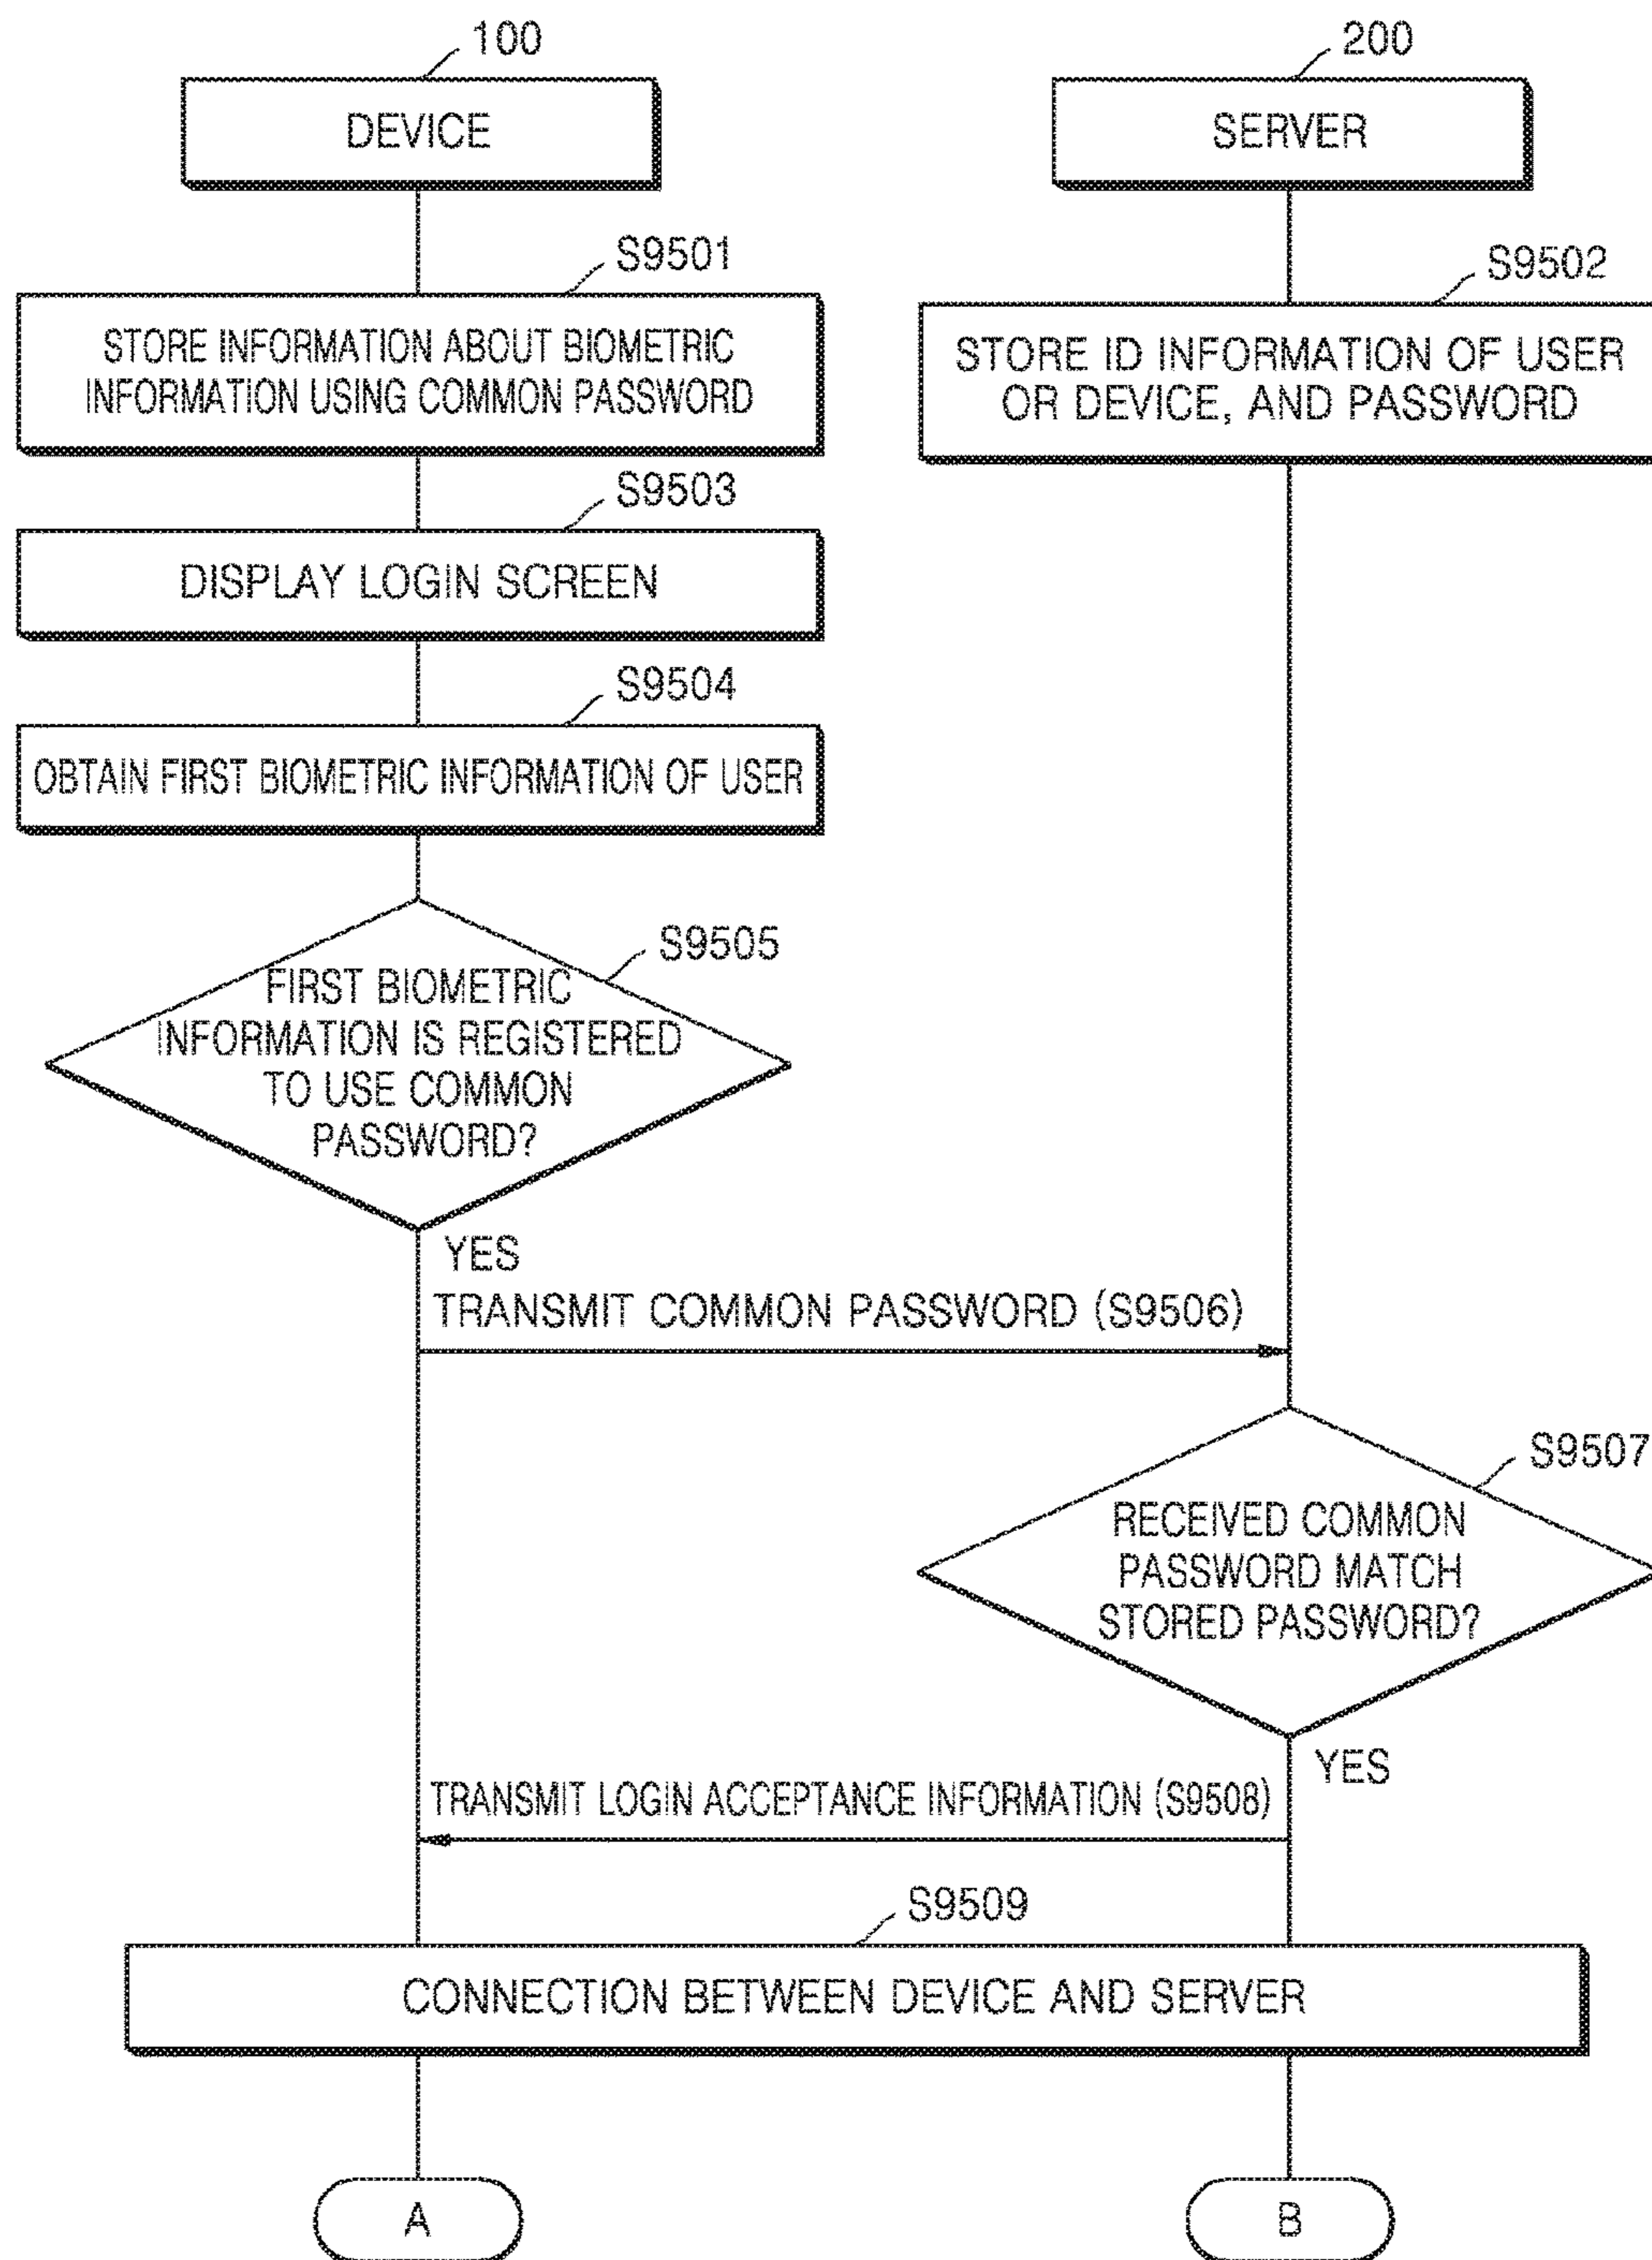 100
200
DEVICE
SERVER
S9501
S9502
STORE INFORMATION ABOUT BIOMETRIC
INFORMATION USING COMMON PASSWORD
STORE ID INFORMATION OF USER
OR DEVICE, AND PASSWORD
S9503
DISPLAY LOGIN SCREEN
S9504
OBTAIN FIRST BIOMETRIC INFORMATION OF USER
S9505
FIRST BIOMETRIC
INFORMATION IS REGISTERED
TO USE COMMON
PASSWORD?
YES
TRANSMIT COMMON PASSWORD (S9506)
S9507
RECEIVED COMMON
PASSWORD MATCH
STORED PASSWORD?
YES
TRANSMIT LOGIN ACCEPTANCE INFORMATION (S9508)
S9509
CONNECTION BETWEEN DEVICE AND SERVER
A
B